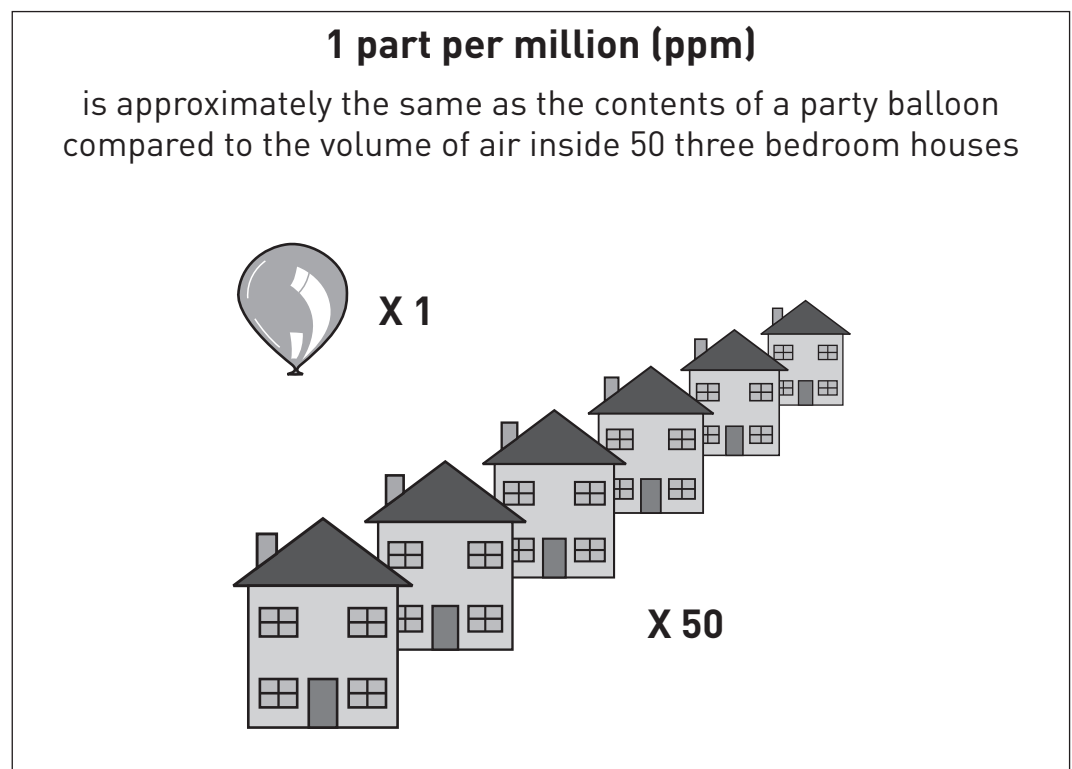 1 part per million (ppm)
is approximately the same as the contents of a party balloon
compared to the volume of air inside 50 three bedroom houses
X 1
X 50